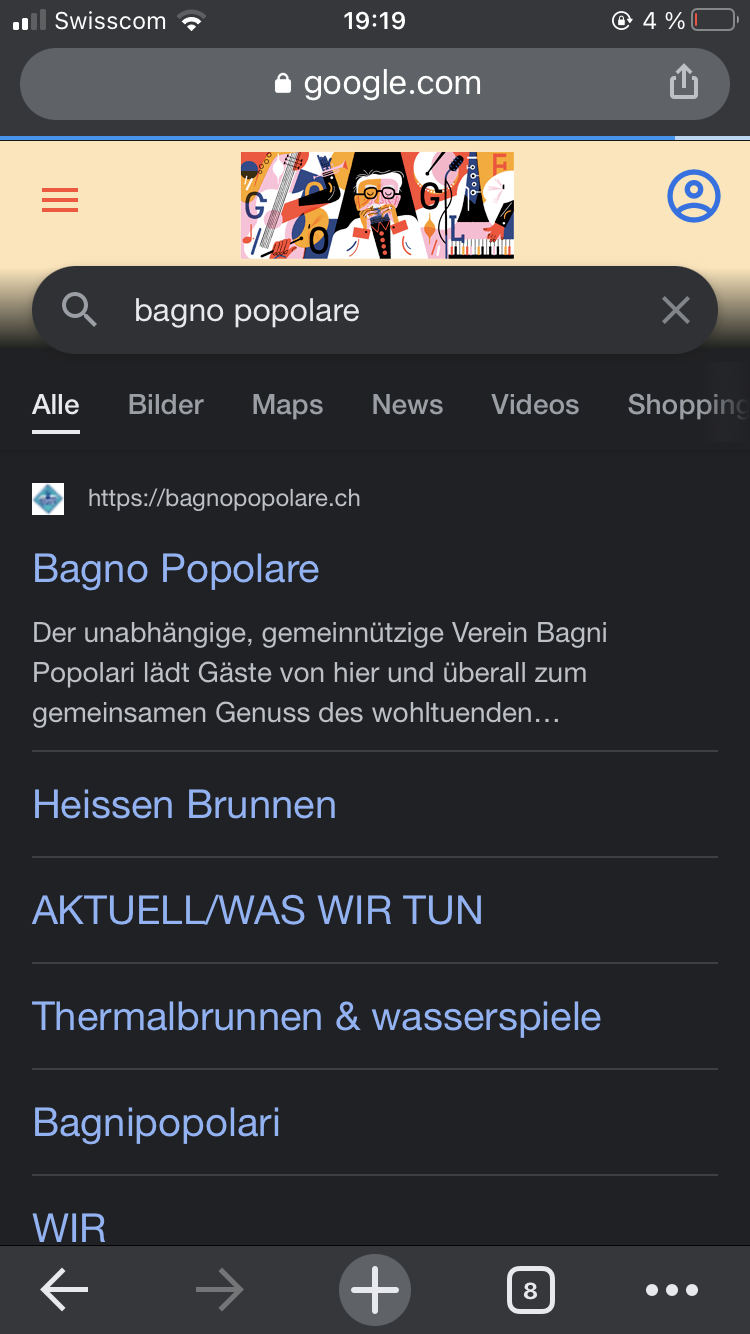 Swisscom 19:19 4 %
google.com
G O O G L E
bagno popolare
Alle Bilder Maps News Videos Shopping
https://bagnopopolare.ch
Bagno Popolare
Der unabhängige, gemeinnützige Verein Bagni
Popolari lädt Gäste von hier und überall zum
gemeinsamen Genuss des wohltuenden...
Heissen Brunnen
AKTUELL/WAS WIR TUN
Thermalbrunnen & wasserspiele
Bagnipopolari
WIR
8